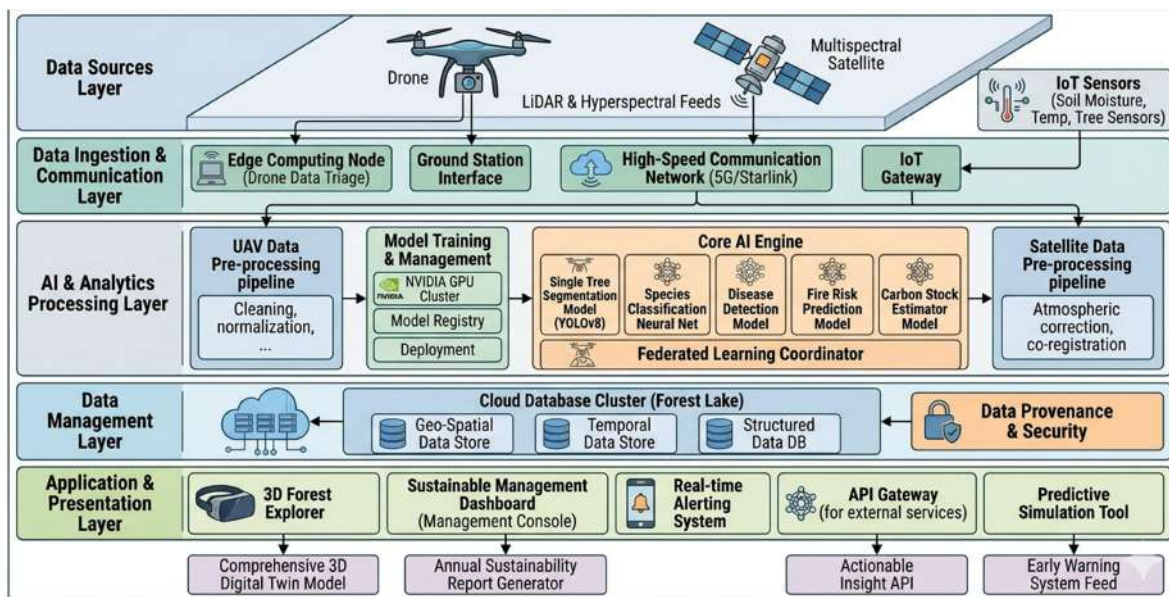 Data Sources
Layer
Drone
Multispectral
Satellite
LiDAR & Hyperspectral Feeds
IoT Sensors
(Soil Moisture,
Temp, Tree Sensors)
Data Ingestion &
Communication
Layer
Edge Computing Node
(Drone Data Triage)
Ground Station
Interface
High-Speed Communication
Network (5G/Starlink)
IoT
Gateway
AI & Analytics
Processing Layer
UAV Data
Pre-processing
pipeline
Cleaning,
normalization,
...
Model Training
& Management
NVIDIA
NVIDIA GPU
Cluster
Model Registry
Deployment
Core AI Engine
Single Tree
Segmentation
Model
(YOLOv8)
Species
Classification
Neural Net
Disease
Detection
Model
Fire Risk
Prediction
Model
Carbon Stock
Estimator
Model
Federated Learning Coordinator
Satellite Data
Pre-processing
pipeline
Atmospheric
correction,
co-registration
Data
Management
Layer
Cloud Database Cluster (Forest Lake)
Geo-Spatial
Data Store
Temporal
Data Store
Structured
Data DB
Data Provenance
& Security
Application &
Presentation
Layer
3D Forest
Explorer
Sustainable Management
Dashboard
(Management Console)
Real-time
Alerting
System
API Gateway
(for external services)
Predictive
Simulation Tool
Comprehensive 3D
Digital Twin Model
Annual Sustainability
Report Generator
Actionable
Insight API
Early Warning
System Feed